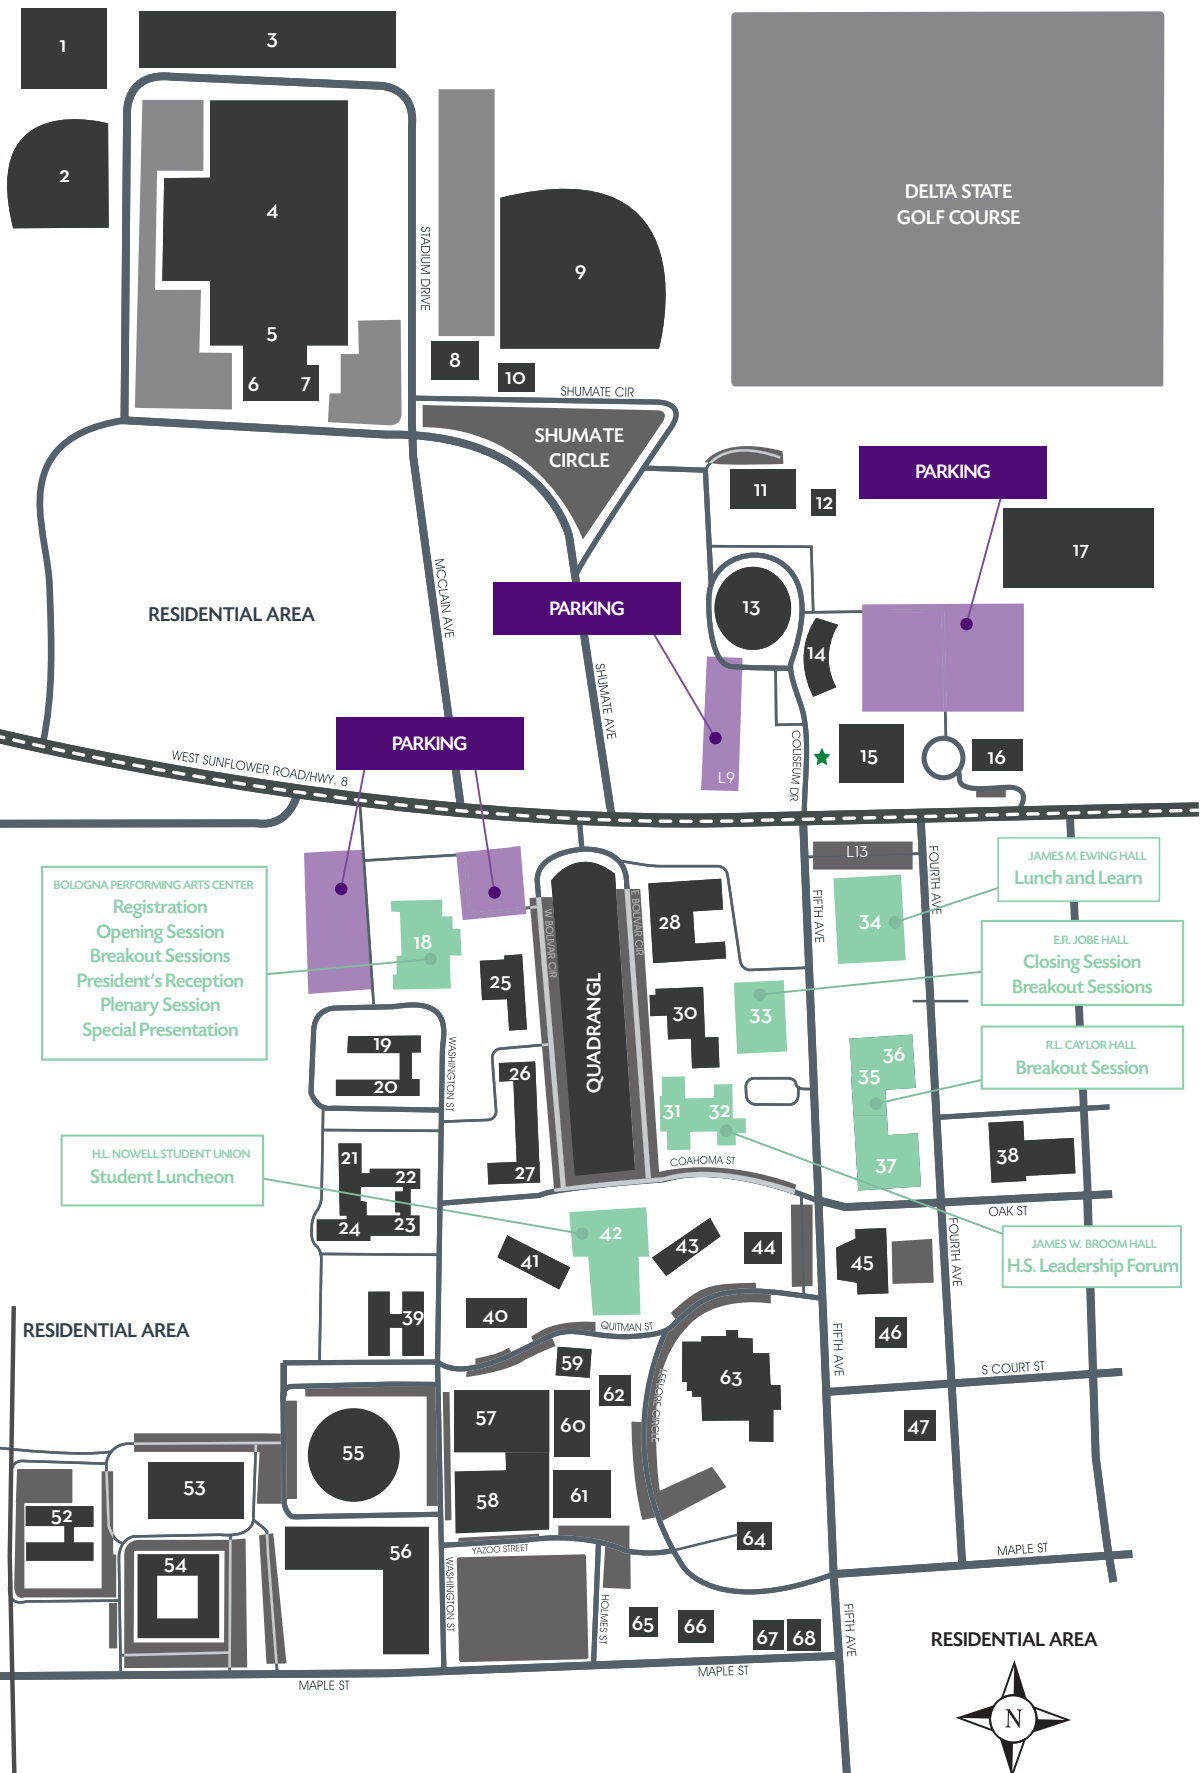 1
3
2
4
STADIUM DRIVE
DELTA STATE
GOLF COURSE
9
5
6
7
8
10
SHUMATE CIR
SHUMATE
CIRCLE
PARKING
11
12
17
MCCLAIN AVE
PARKING
13
RESIDENTIAL AREA
14
SHUMATE AVE
PARKING
COLISEUM DR
15
16
WEST SUNFLOWER ROAD/HWY. 8
L9
L13
FOURTH AVE
JAMES M. EWING HALL
Lunch and Learn
BOLOGNA PERFORMING ARTS CENTER
Registration
Opening Session
Breakout Sessions
President's Reception
Plenary Session
Special Presentation
18
W BOLIVAR CIR
E BOLIVAR CIR
28
FIFTH AVE
34
E.R. JOBE HALL
Closing Session
Breakout Sessions
25
QUADRANGL
30
33
R.L. CAYLOR HALL
Breakout Session
19
20
WASHINGTON ST
26
36
35
31
32
H.L. NOWELL STUDENT UNION
Student Luncheon
21
22
27
COAHOMA ST
37
38
24
23
OAK ST
42
41
43
44
45
FOURTH AVE
JAMES W. BROOM HALL
H.S. Leadership Forum
RESIDENTIAL AREA
39
40
QUITMAN ST
46
FIFTH AVE
59
62
LEFLORE CIRCLE
63
S COURT ST
57
60
47
55
53
58
61
52
64
56
YAZOO STREET
MAPLE ST
54
WASHINGTON ST
HOLMES ST
65
66
67
68
FIFTH AVE
RESIDENTIAL AREA
MAPLE ST
MAPLE ST
N